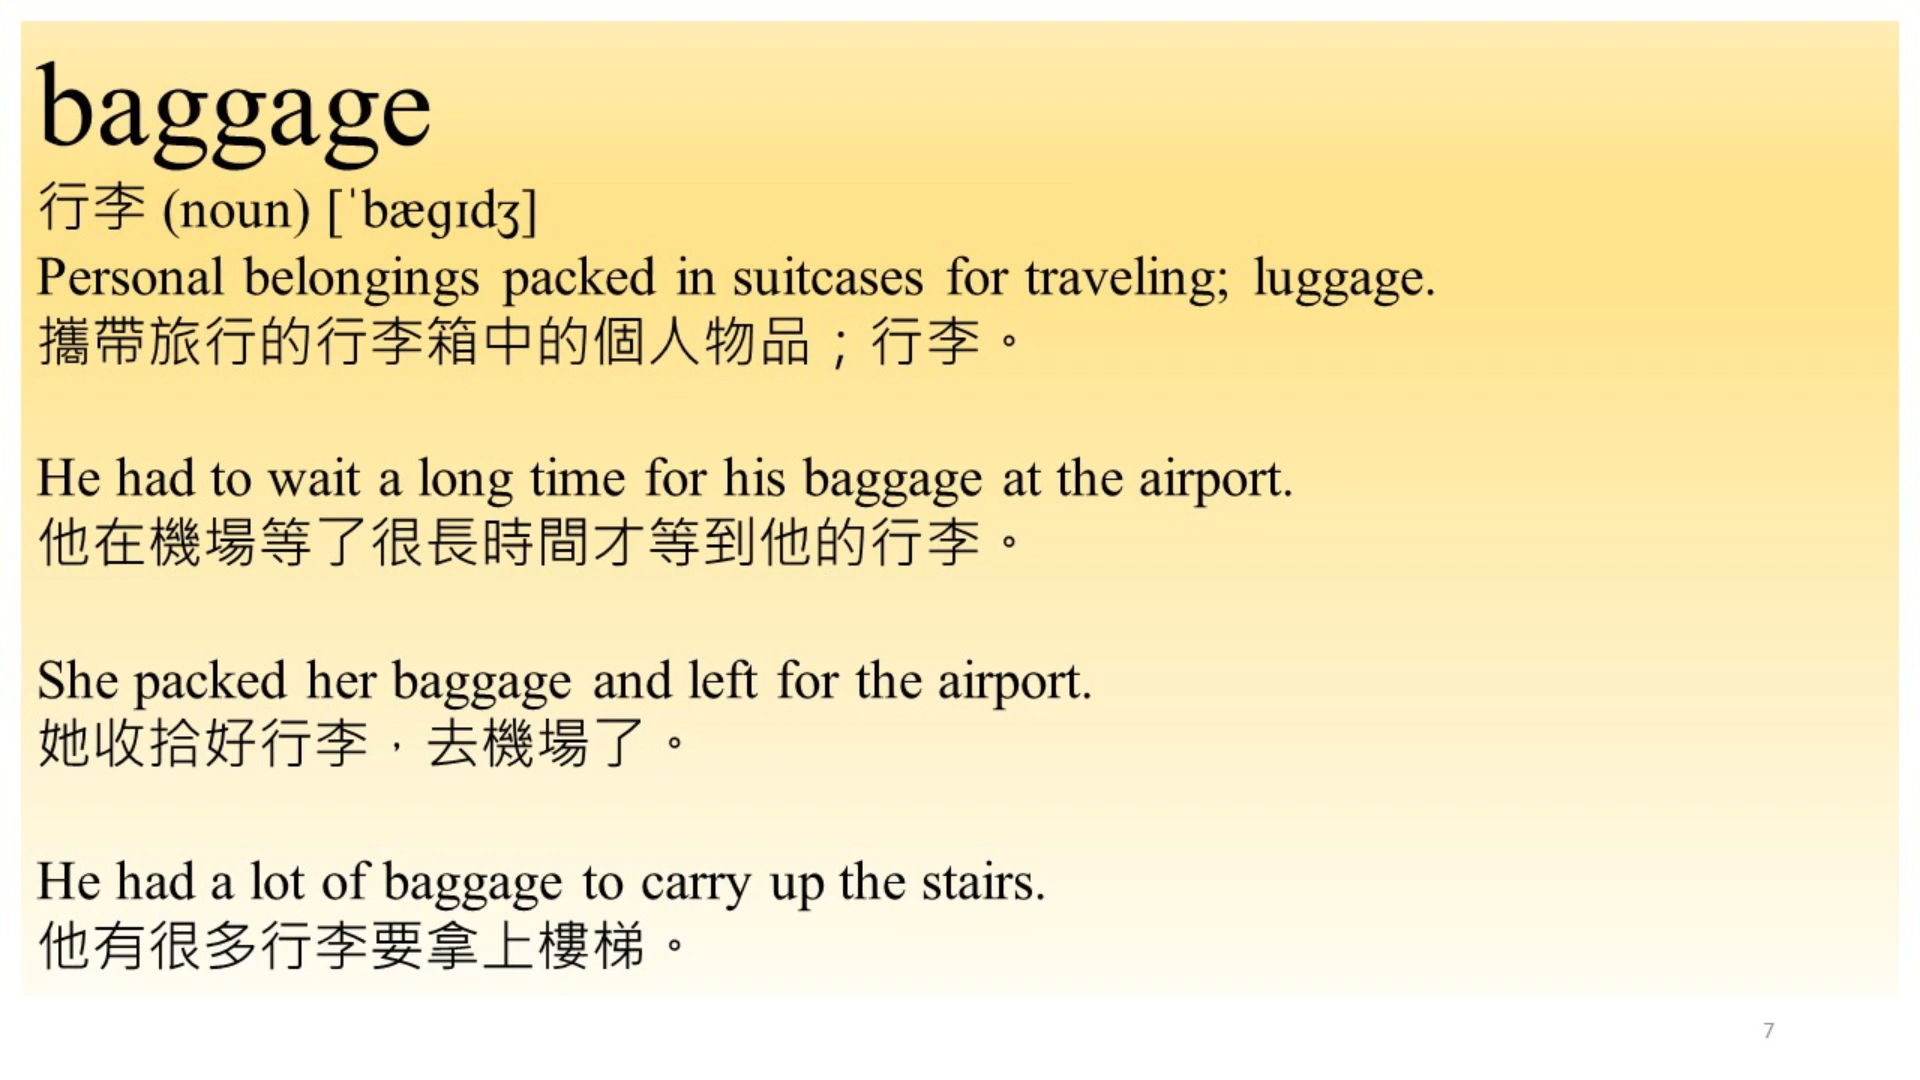 baggage
行李 (noun) [ˈbægɪdʒ]
Personal belongings packed in suitcases for traveling; luggage.
攜帶旅行的行李箱中的個人物品；行李。
He had to wait a long time for his baggage at the airport.
他在機場等了很長時間才等到他的行李。
She packed her baggage and left for the airport.
她收拾好行李，去機場了。
He had a lot of baggage to carry up the stairs.
他有很多行李要拿上樓梯。
7